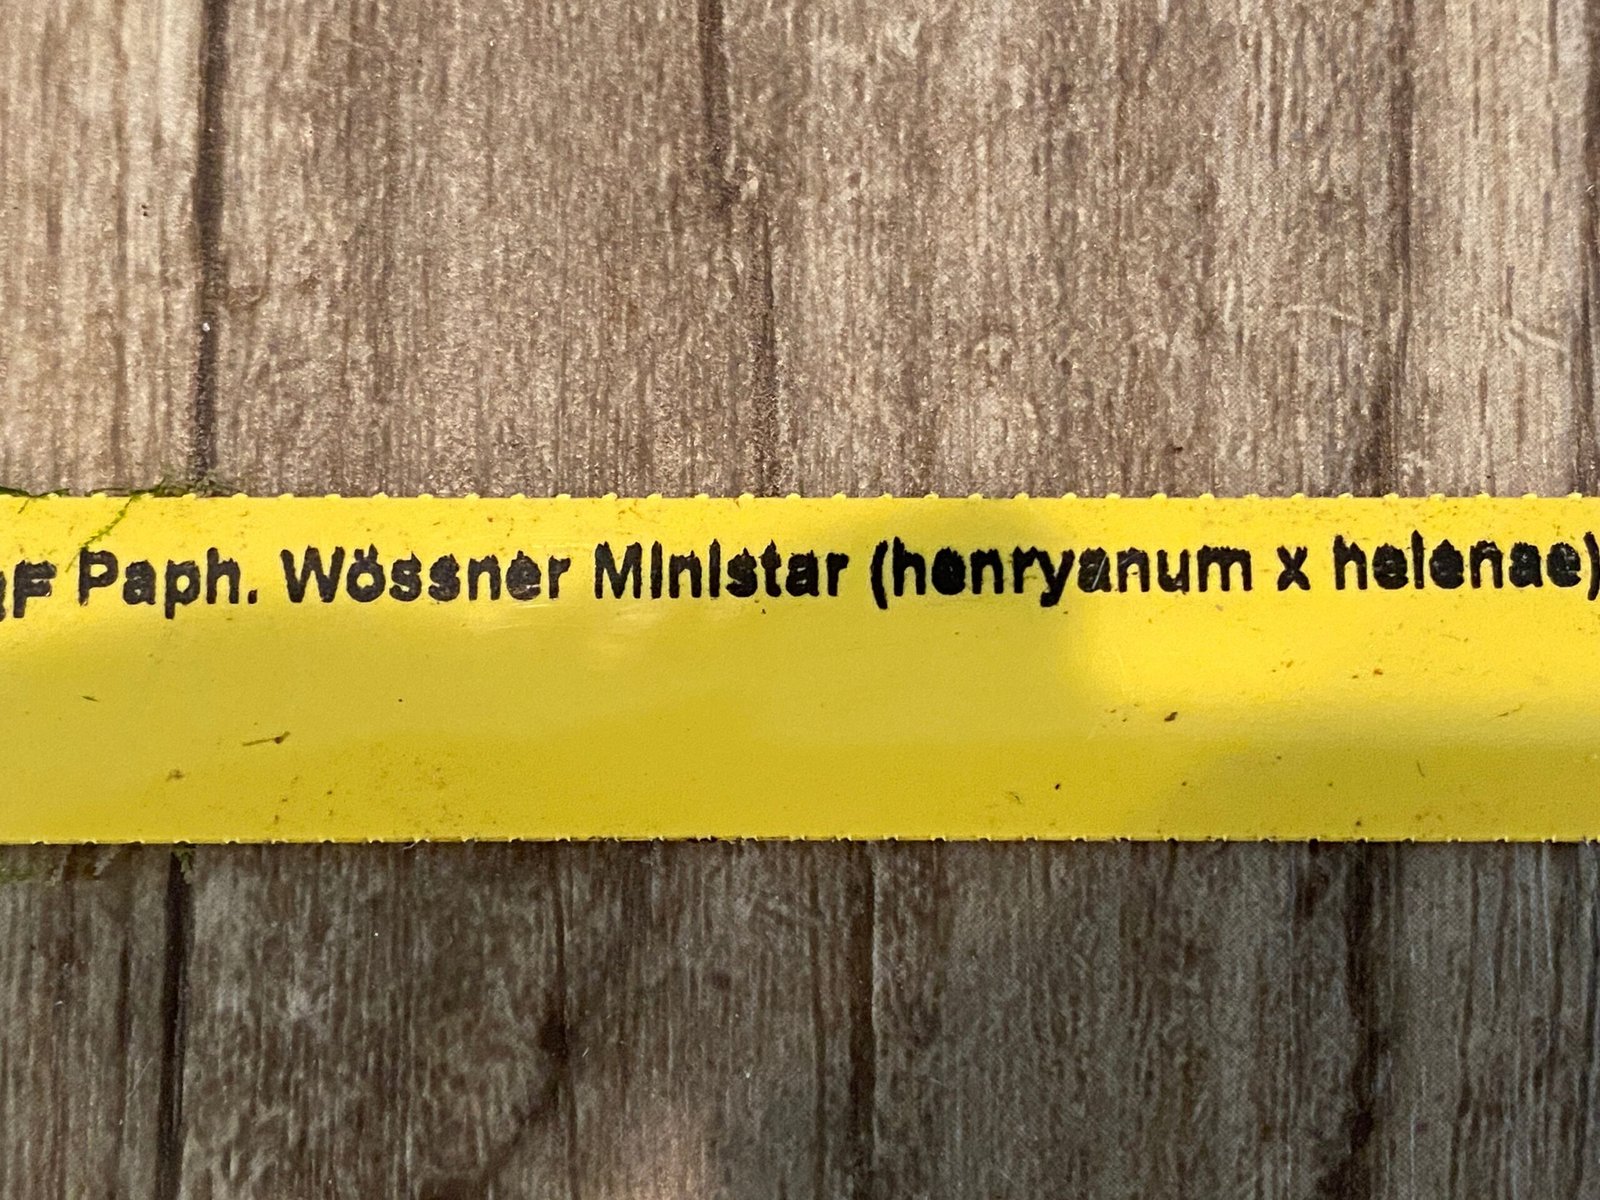 Paph. Wössner Ministar (henryanum x helenae)